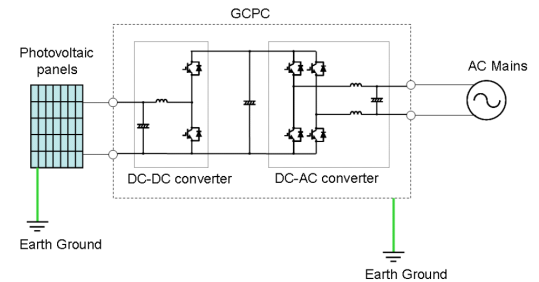 GCPC
Photovoltaic
panels
AC Mains
DC-DC converter
DC-AC converter
Earth Ground
Earth Ground